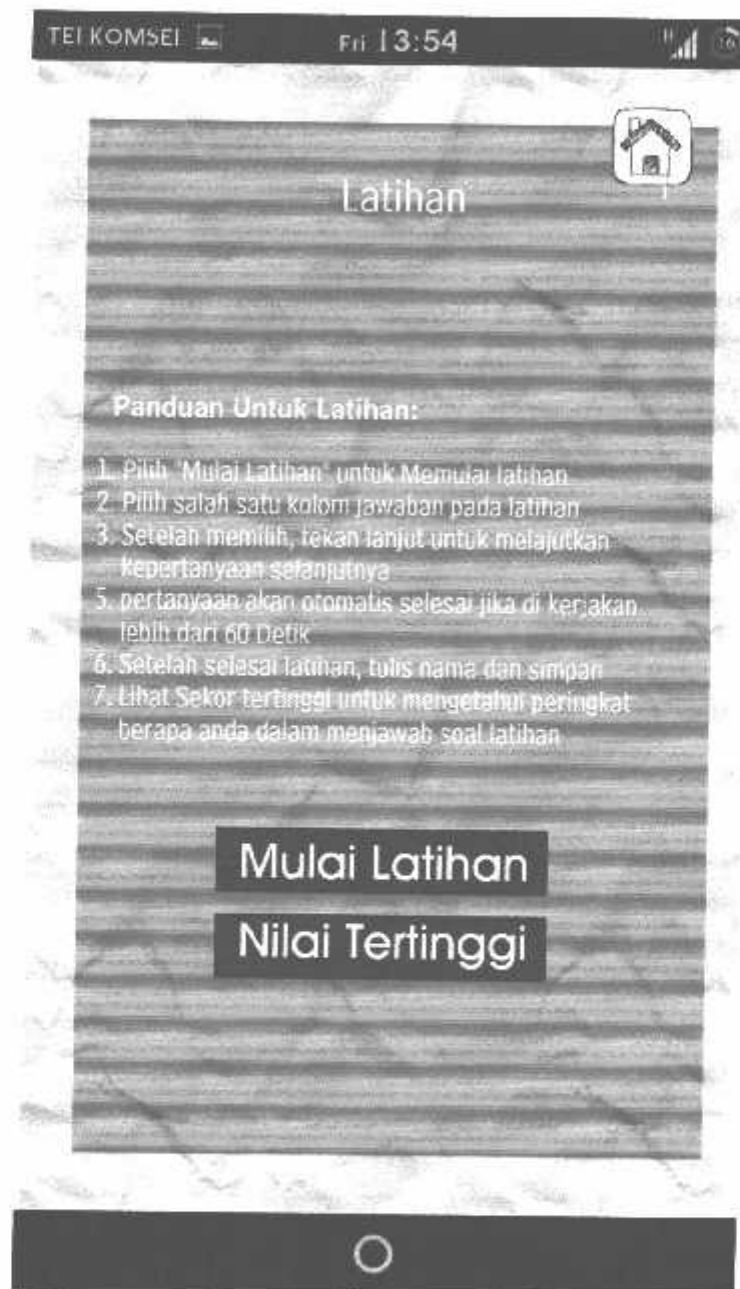 TELKOMSEL Fri 13:54 H 16
Latihan
Panduan Untuk Latihan:
1. Pilih "Mulai Latihan" untuk Memulai latihan
2. Pilih salah satu kolom jawaban pada latihan
3. Setelah memilih, tekan lanjut untuk melajutkan
kepertanyaan selanjutnya
5. pertanyaan akan otomatis selesai jika di kerjakan
lebih dari 60 Detik
6. Setelah selesai latihan, tulis nama dan simpan
7. Lihat Sekor tertinggi untuk mengetahui peringkat
berapa anda dalam menjawab soal latihan
Mulai Latihan
Nilai Tertinggi